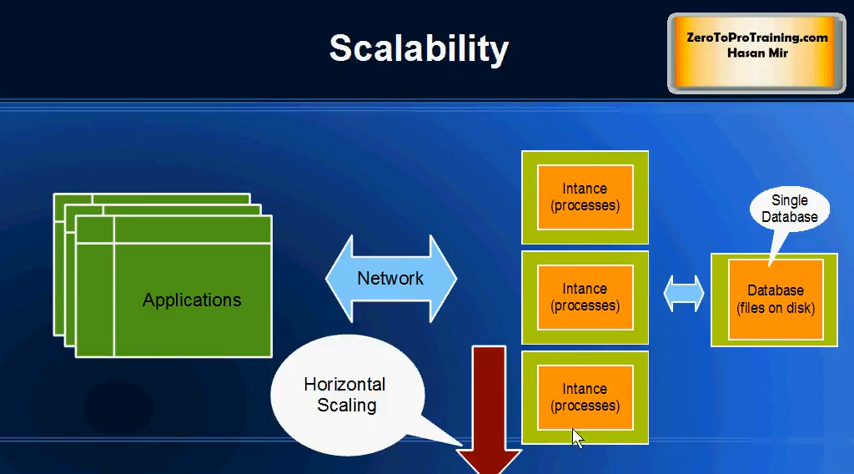 Scalability
ZeroToProTraining.com
Hasan Mir
Applications
Network
Horizontal
Scaling
Intance
(processes)
Intance
(processes)
Intance
(processes)
Single
Database
Database
(files on disk)